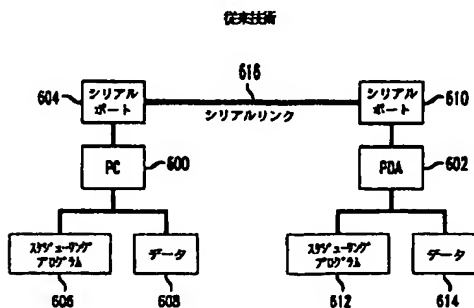 従来技術
616
604
シリアル
ポート
シリアル
ポート
610
シリアルリンク
PC
600
PDA
602
スケジューリング
プログラム
データ
スケジューリング
プログラム
データ
606
608
612
614